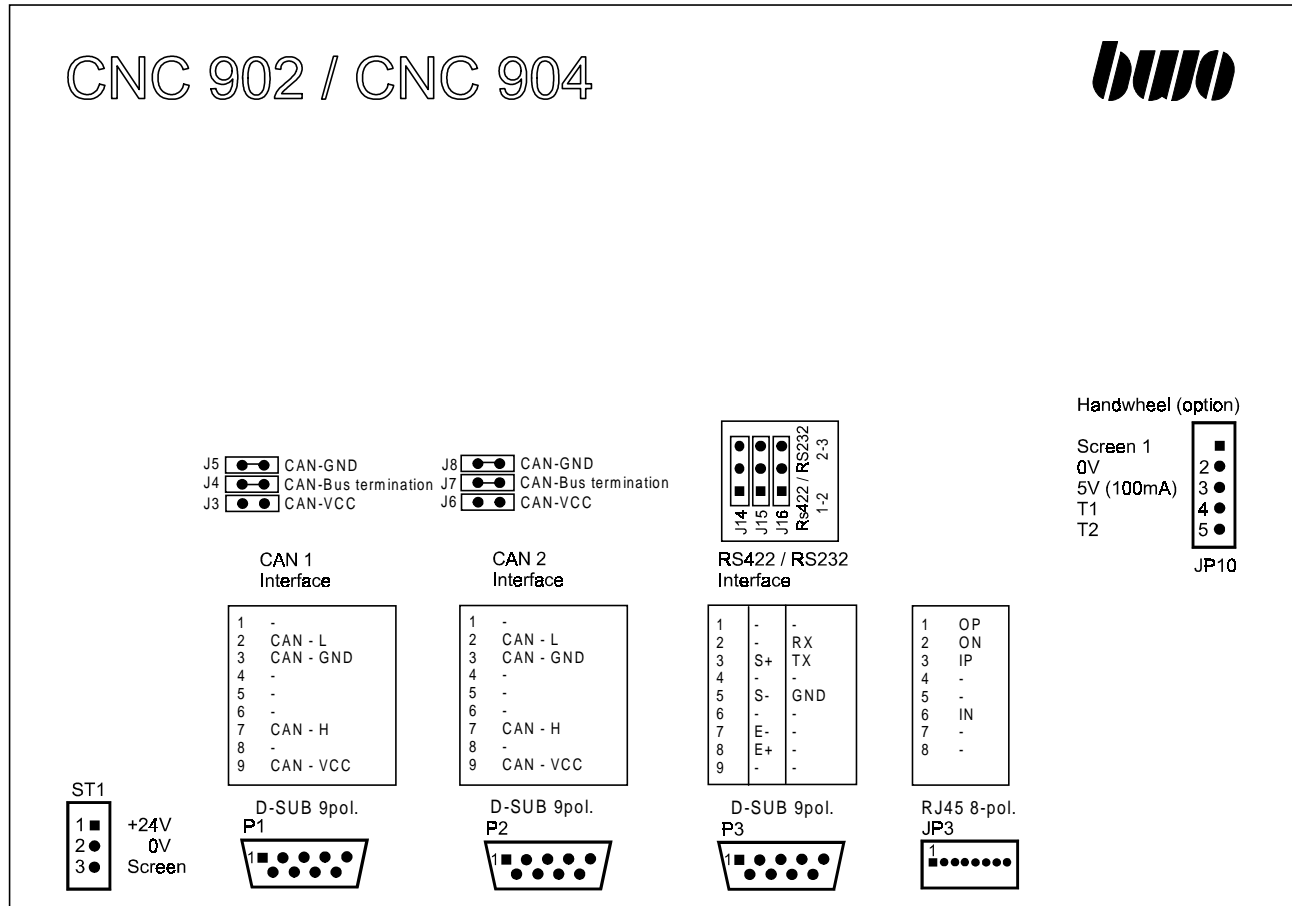 CNC 902 / CNC 904
bwo
Handwheel (option)
Screen 1
0V 2
5V (100mA) 3
T1 4
T2 5
JP10
J5 CAN-GND
J4 CAN-Bus termination
J3 CAN-VCC
J8 CAN-GND
J7 CAN-Bus termination
J6 CAN-VCC
J14
J15
J16
Rs422 / RS232
1-2 2-3
CAN 1
Interface
1 -
2 CAN - L
3 CAN - GND
4 -
5 -
6 -
7 CAN - H
8 -
9 CAN - VCC
D-SUB 9pol.
P1
1
CAN 2
Interface
1 -
2 CAN - L
3 CAN - GND
4 -
5 -
6 -
7 CAN - H
8 -
9 CAN - VCC
D-SUB 9pol.
P2
1
RS422 / RS232
Interface
1 - -
2 - RX
3 S+ TX
4 - -
5 S- GND
6 - -
7 E- -
8 E+ -
9 - -
D-SUB 9pol.
P3
1
1 OP
2 ON
3 IP
4 -
5 -
6 IN
7 -
8 -
RJ45 8-pol.
JP3
1
ST1
1 +24V
2 0V
3 Screen